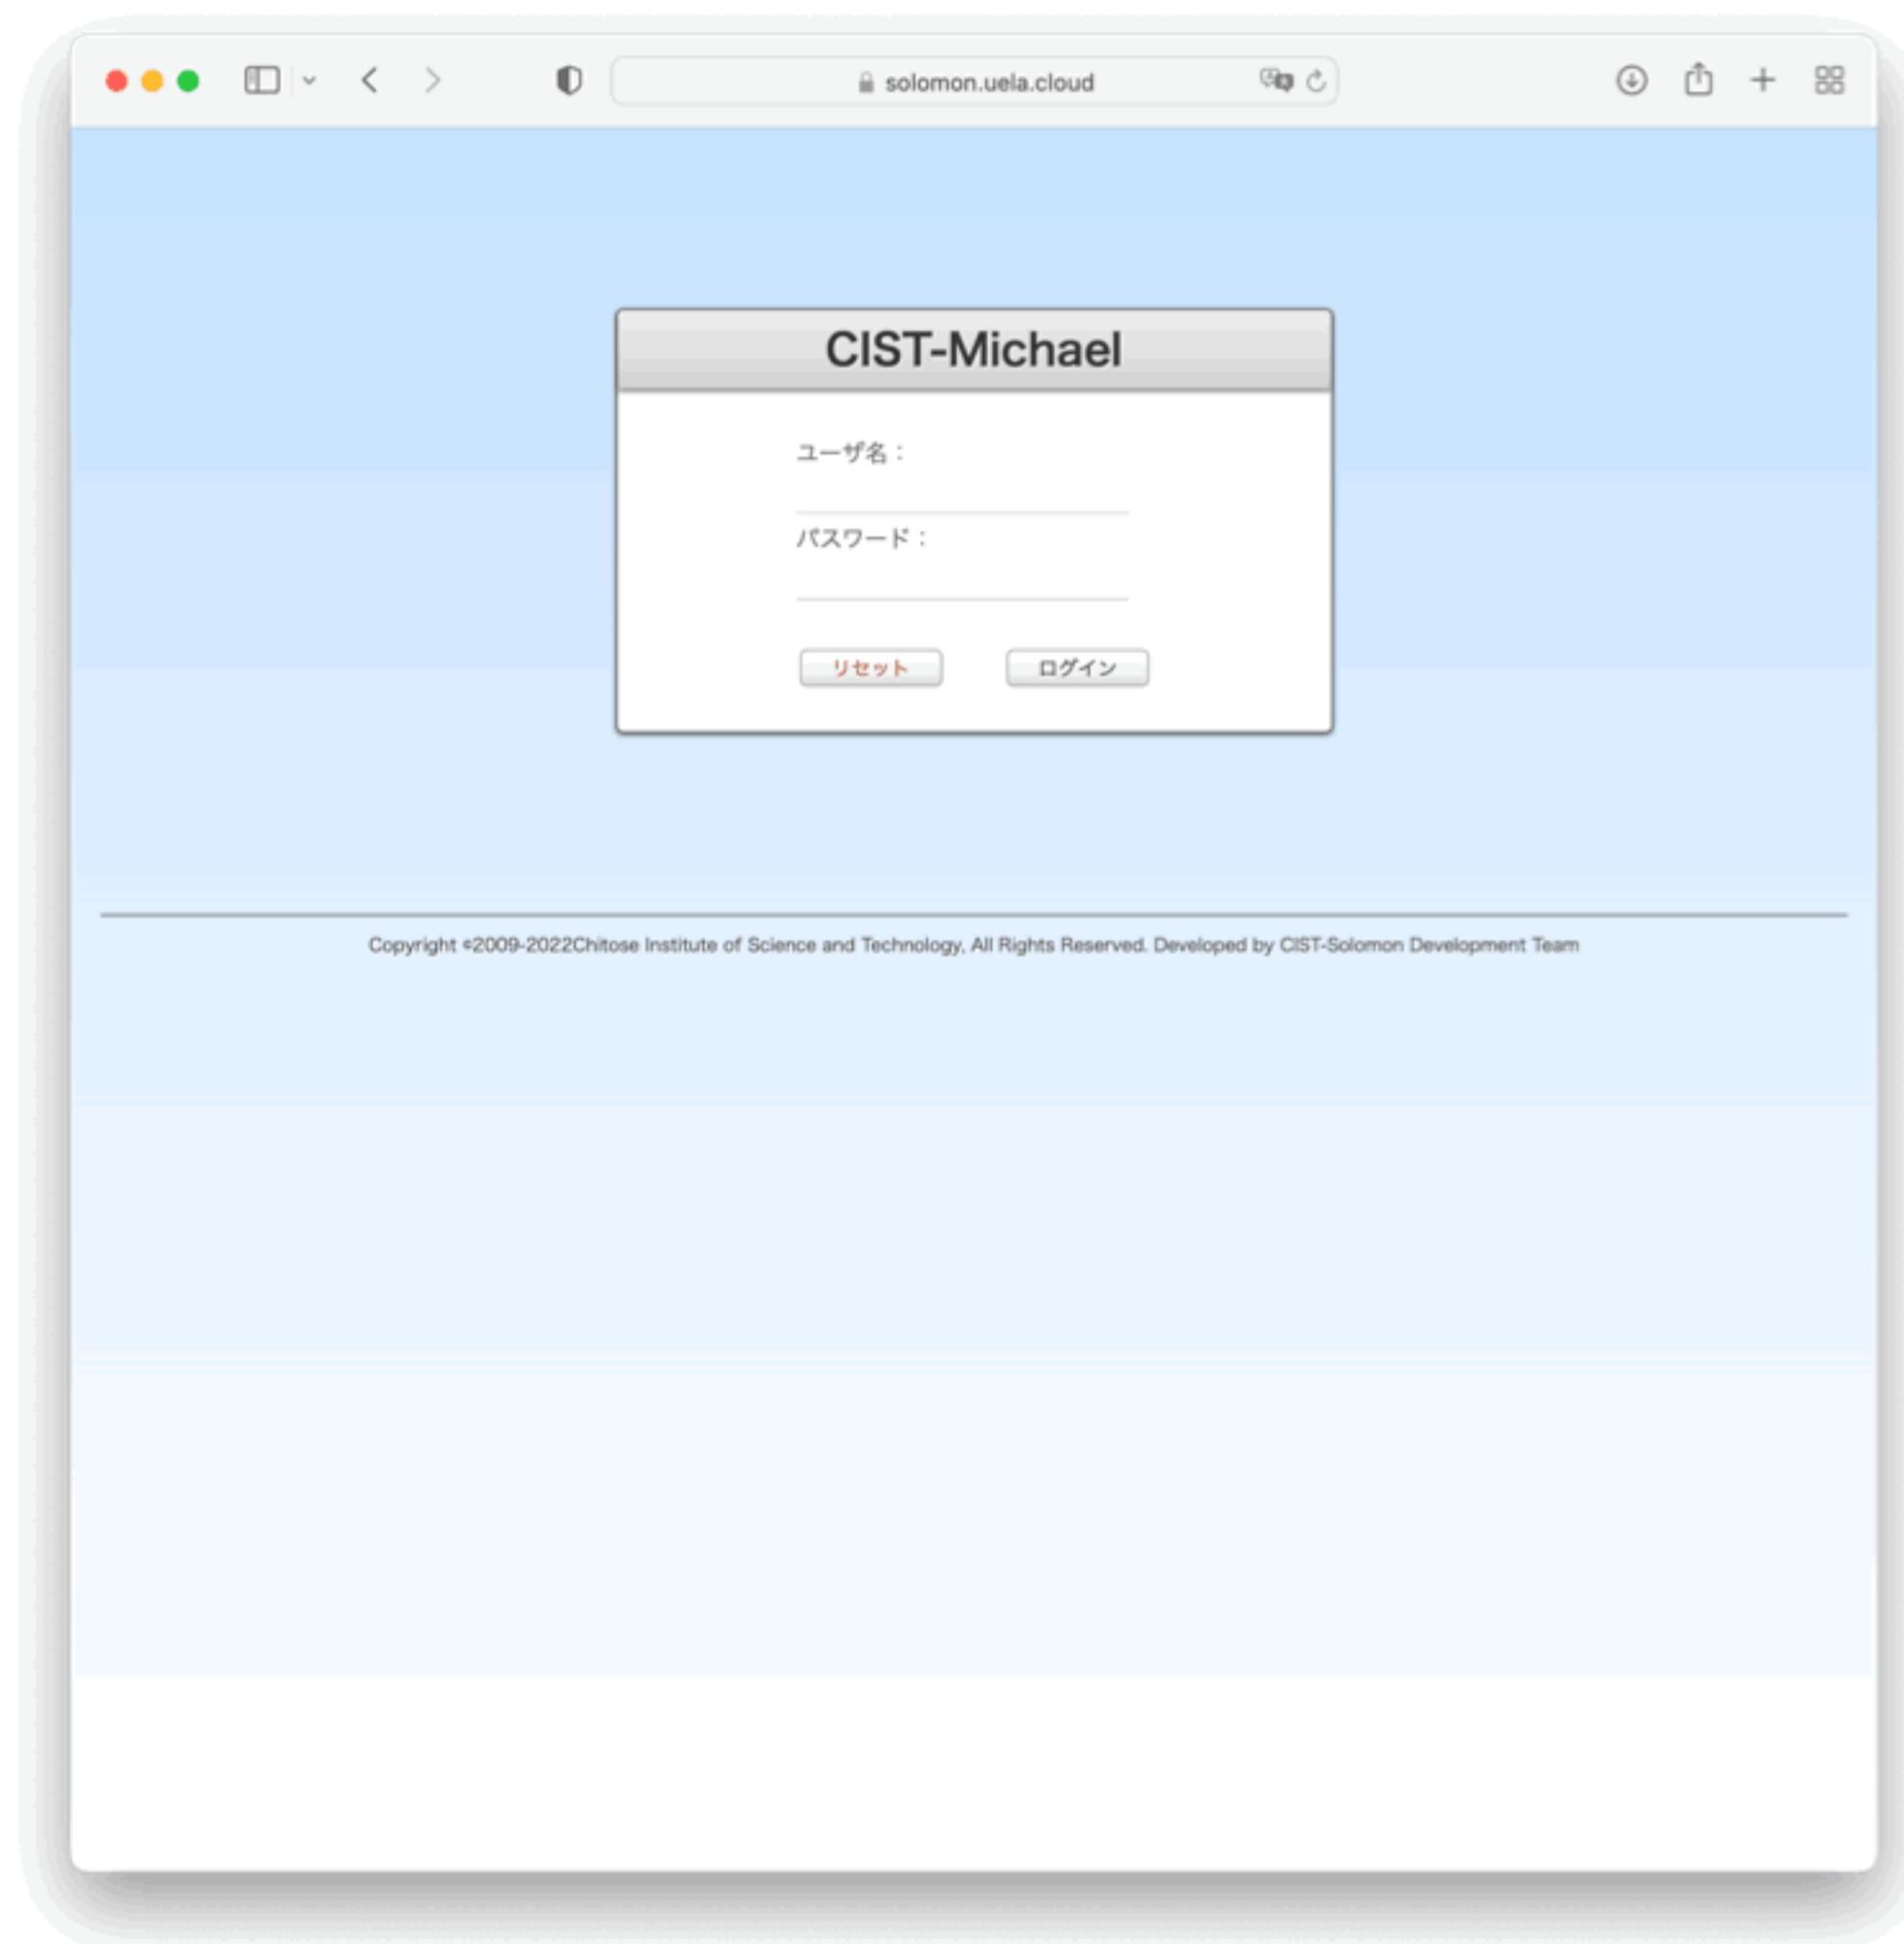 solomon.uela.cloud
CIST-Michael
ユーザ名：
パスワード：
リセット ログイン
Copyright ©2009-2022Chitose Institute of Science and Technology, All Rights Reserved. Developed by CIST-Solomon Development Team